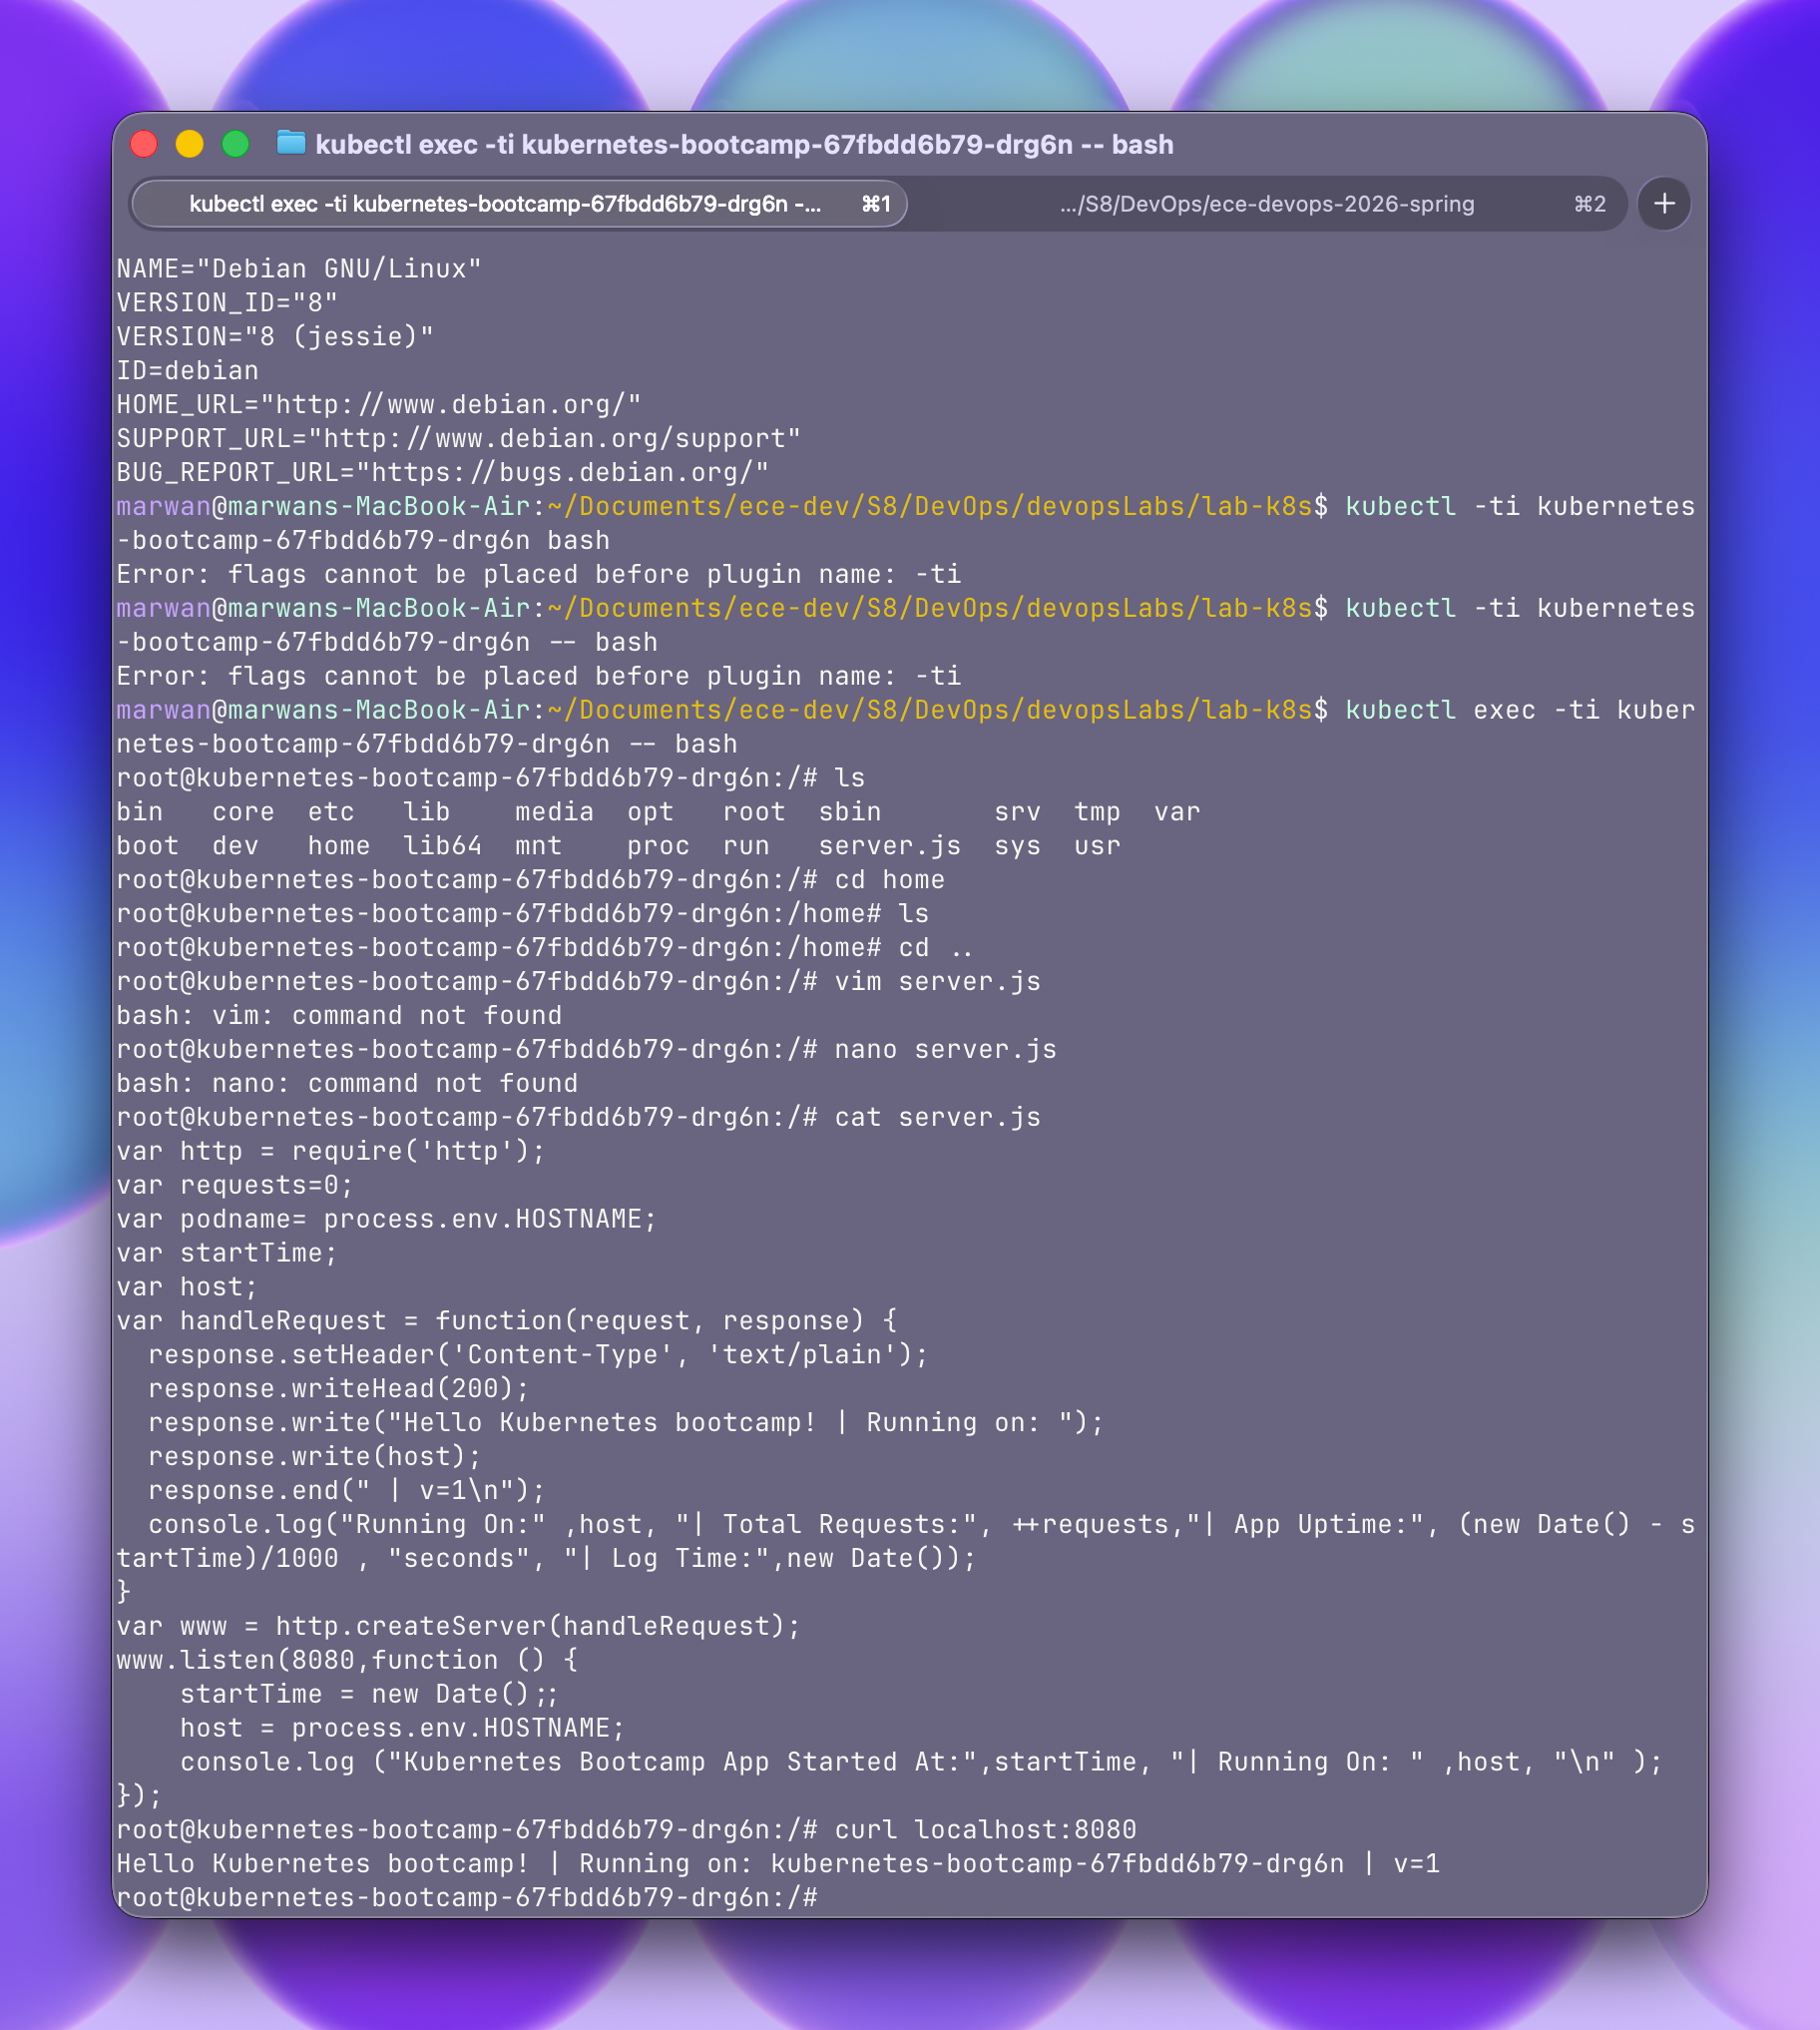 kubectl exec -ti kubernetes-bootcamp-67fbdd6b79-drg6n -- bash
kubectl exec -ti kubernetes-bootcamp-67fbdd6b79-drg6n -... ⌘1 .../S8/DevOps/ece-devops-2026-spring ⌘2 +
NAME="Debian GNU/Linux"
VERSION_ID="8"
VERSION="8 (jessie)"
ID=debian
HOME_URL="http://www.debian.org/"
SUPPORT_URL="http://www.debian.org/support"
BUG_REPORT_URL="https://bugs.debian.org/"
marwan@marwans-MacBook-Air:~/Documents/ece-dev/S8/DevOps/devopsLabs/lab-k8s$ kubectl -ti kubernetes
-bootcamp-67fbdd6b79-drg6n bash
Error: flags cannot be placed before plugin name: -ti
marwan@marwans-MacBook-Air:~/Documents/ece-dev/S8/DevOps/devopsLabs/lab-k8s$ kubectl -ti kubernetes
-bootcamp-67fbdd6b79-drg6n -- bash
Error: flags cannot be placed before plugin name: -ti
marwan@marwans-MacBook-Air:~/Documents/ece-dev/S8/DevOps/devopsLabs/lab-k8s$ kubectl exec -ti kuber
netes-bootcamp-67fbdd6b79-drg6n -- bash
root@kubernetes-bootcamp-67fbdd6b79-drg6n:/# ls
bin   core  etc   lib    media  opt   root  sbin       srv  tmp  var
boot  dev   home  lib64  mnt    proc  run   server.js  sys  usr
root@kubernetes-bootcamp-67fbdd6b79-drg6n:/# cd home
root@kubernetes-bootcamp-67fbdd6b79-drg6n:/home# ls
root@kubernetes-bootcamp-67fbdd6b79-drg6n:/home# cd ..
root@kubernetes-bootcamp-67fbdd6b79-drg6n:/# vim server.js
bash: vim: command not found
root@kubernetes-bootcamp-67fbdd6b79-drg6n:/# nano server.js
bash: nano: command not found
root@kubernetes-bootcamp-67fbdd6b79-drg6n:/# cat server.js
var http = require('http');
var requests=0;
var podname= process.env.HOSTNAME;
var startTime;
var host;
var handleRequest = function(request, response) {
  response.setHeader('Content-Type', 'text/plain');
  response.writeHead(200);
  response.write("Hello Kubernetes bootcamp! | Running on: ");
  response.write(host);
  response.end(" | v=1\n");
  console.log("Running On:" ,host, "| Total Requests:", ++requests,"| App Uptime:", (new Date() - s
tartTime)/1000 , "seconds", "| Log Time:",new Date());
}
var www = http.createServer(handleRequest);
www.listen(8080,function () {
    startTime = new Date();;
    host = process.env.HOSTNAME;
    console.log ("Kubernetes Bootcamp App Started At:",startTime, "| Running On: " ,host, "\n" );
});
root@kubernetes-bootcamp-67fbdd6b79-drg6n:/# curl localhost:8080
Hello Kubernetes bootcamp! | Running on: kubernetes-bootcamp-67fbdd6b79-drg6n | v=1
root@kubernetes-bootcamp-67fbdd6b79-drg6n:/#